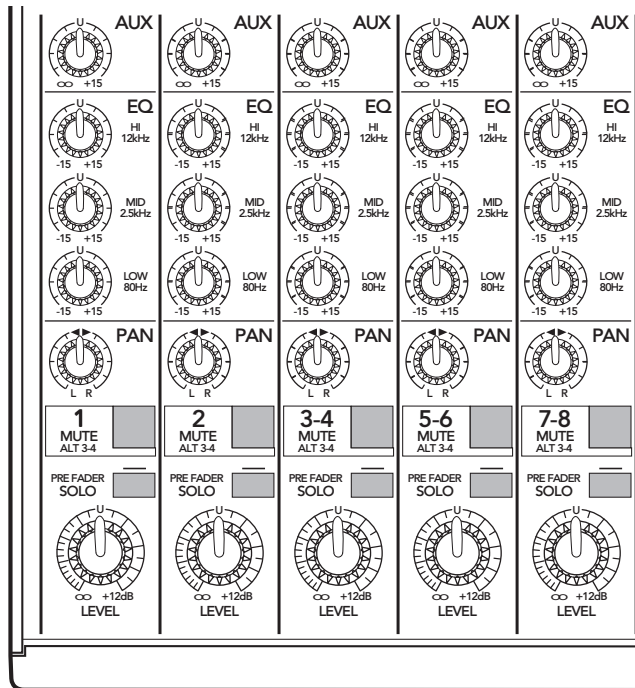 U AUX U AUX U AUX U AUX U AUX
∞ +15 ∞ +15 ∞ +15 ∞ +15 ∞ +15
U EQ U EQ U EQ U EQ U EQ
HI HI HI HI HI
12kHz 12kHz 12kHz 12kHz 12kHz
-15 +15 -15 +15 -15 +15 -15 +15 -15 +15
U U U U U
MID MID MID MID MID
2.5kHz 2.5kHz 2.5kHz 2.5kHz 2.5kHz
-15 +15 -15 +15 -15 +15 -15 +15 -15 +15
U U U U U
LOW LOW LOW LOW LOW
80Hz 80Hz 80Hz 80Hz 80Hz
-15 +15 -15 +15 -15 +15 -15 +15 -15 +15
PAN PAN PAN PAN PAN
L R L R L R L R L R
1 2 3-4 5-6 7-8
MUTE MUTE MUTE MUTE MUTE
ALT 3-4 ALT 3-4 ALT 3-4 ALT 3-4 ALT 3-4
PRE FADER PRE FADER PRE FADER PRE FADER PRE FADER
SOLO SOLO SOLO SOLO SOLO
U U U U U
∞ +12dB ∞ +12dB ∞ +12dB ∞ +12dB ∞ +12dB
LEVEL LEVEL LEVEL LEVEL LEVEL